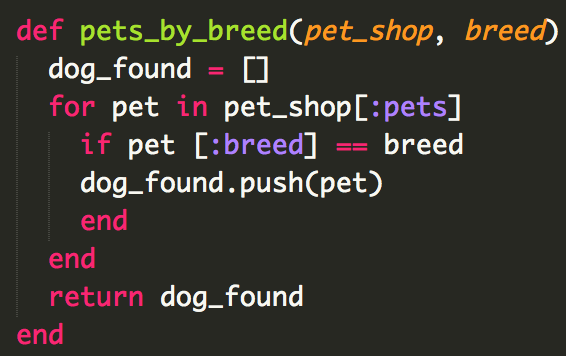 def pets_by_breed(pet_shop, breed)
  dog_found = []
  for pet in pet_shop[:pets]
    if pet [:breed] == breed
    dog_found.push(pet)
    end
  end
  return dog_found
end